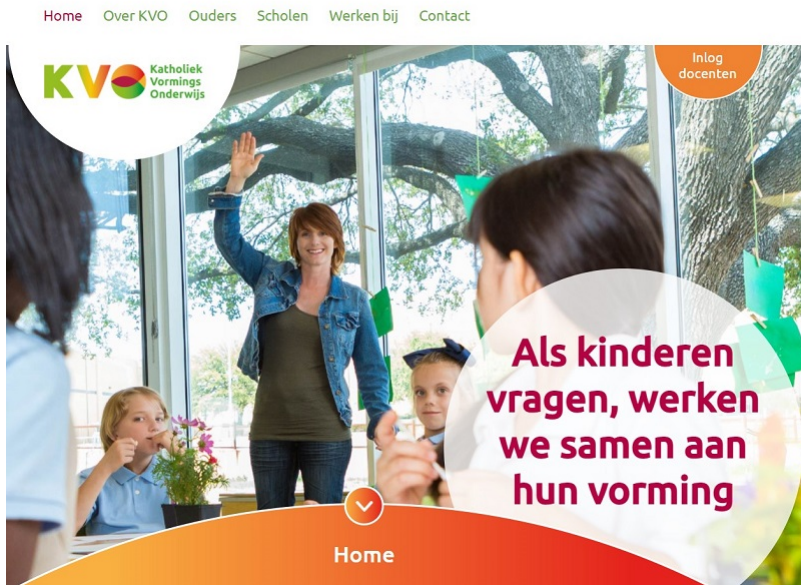 Home Over KVO Ouders Scholen Werken bij Contact
KVO Katholiek
Vormings
Onderwijs
Inlog
docenten
Als kinderen
vragen, werken
we samen aan
hun vorming
Home